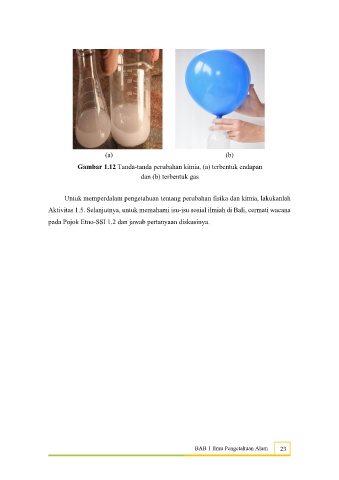 (a) (b)
Gambar 1.12 Tanda-tanda perubahan kimia, (a) terbentuk endapan
dan (b) terbentuk gas
Untuk memperdalam pengetahuan tentang perubahan fisika dan kimia, lakukanlah
Aktivitas 1.5. Selanjutnya, untuk memahami isu-isu sosial ilmiah di Bali, cermati wacana
pada Pojok Etno-SSI 1.2 dan jawab pertanyaan diskusinya.
BAB 1 Ilmu Pengetahuan Alam 23